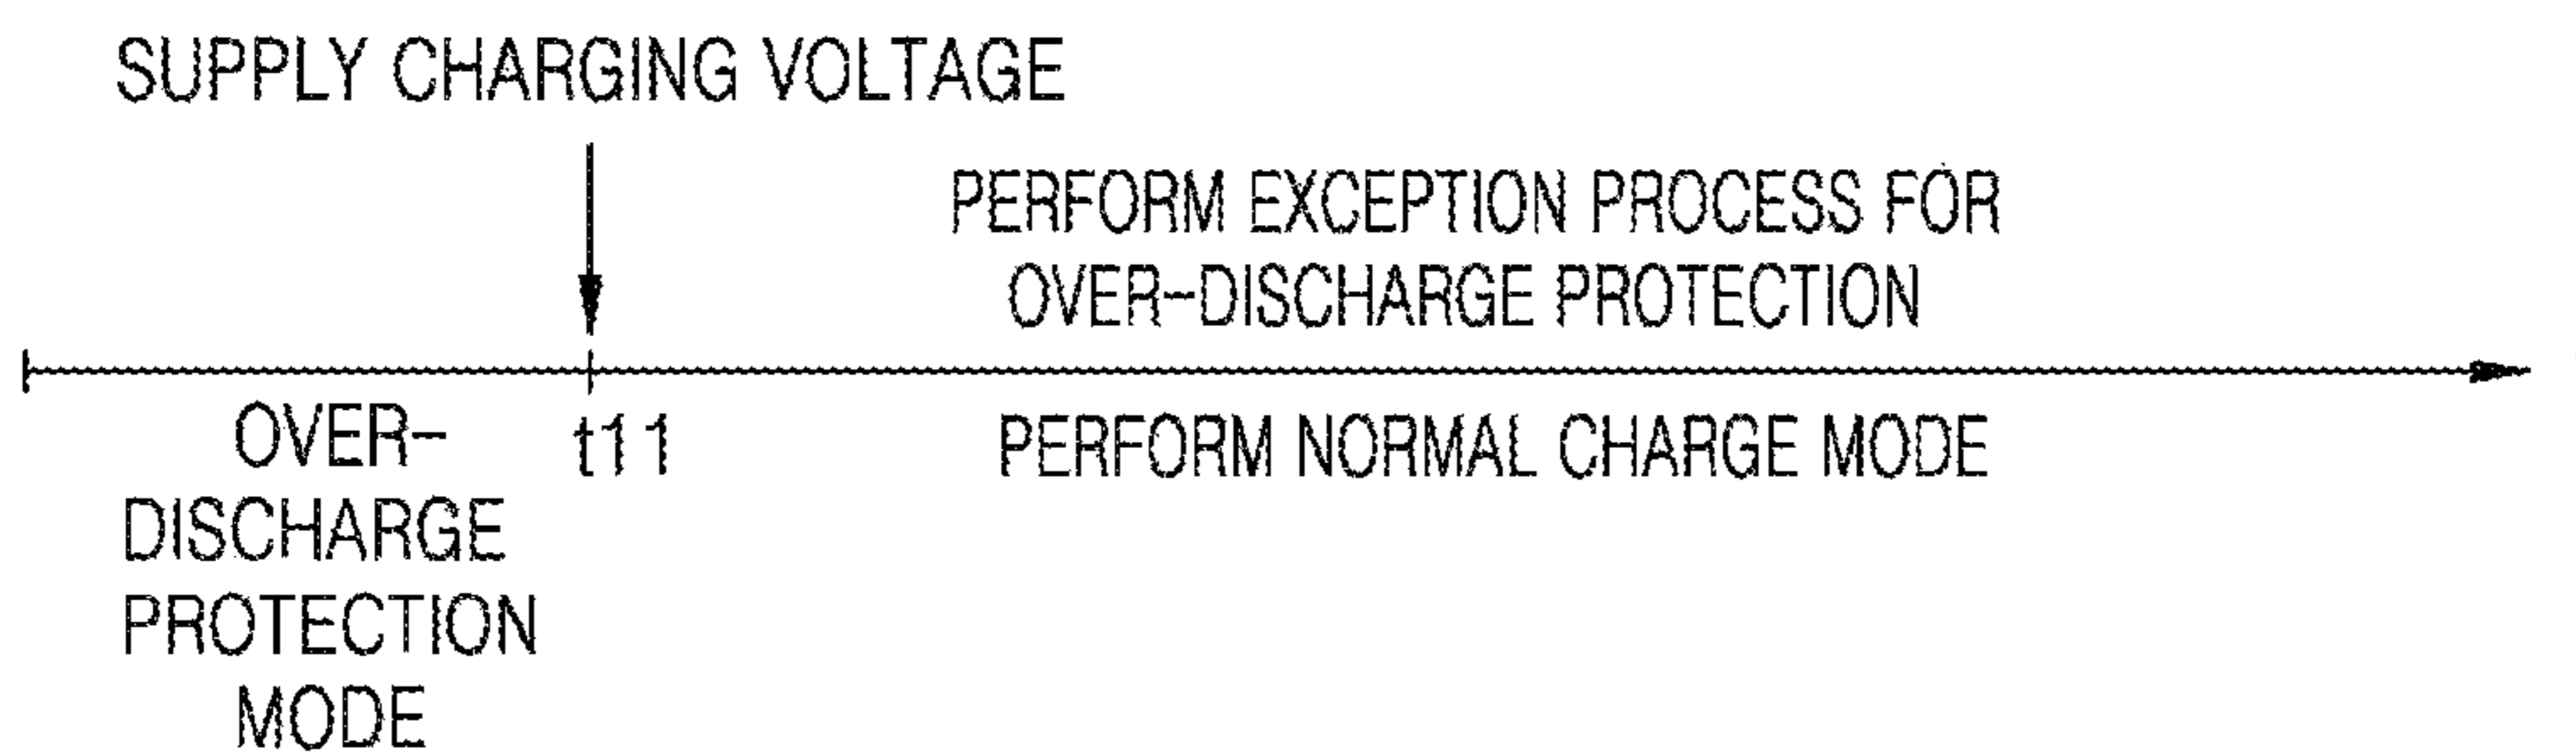 SUPPLY CHARGING VOLTAGE
PERFORM EXCEPTION PROCESS FOR
OVER-DISCHARGE PROTECTION
OVER-
DISCHARGE
PROTECTION
MODE
t11
PERFORM NORMAL CHARGE MODE